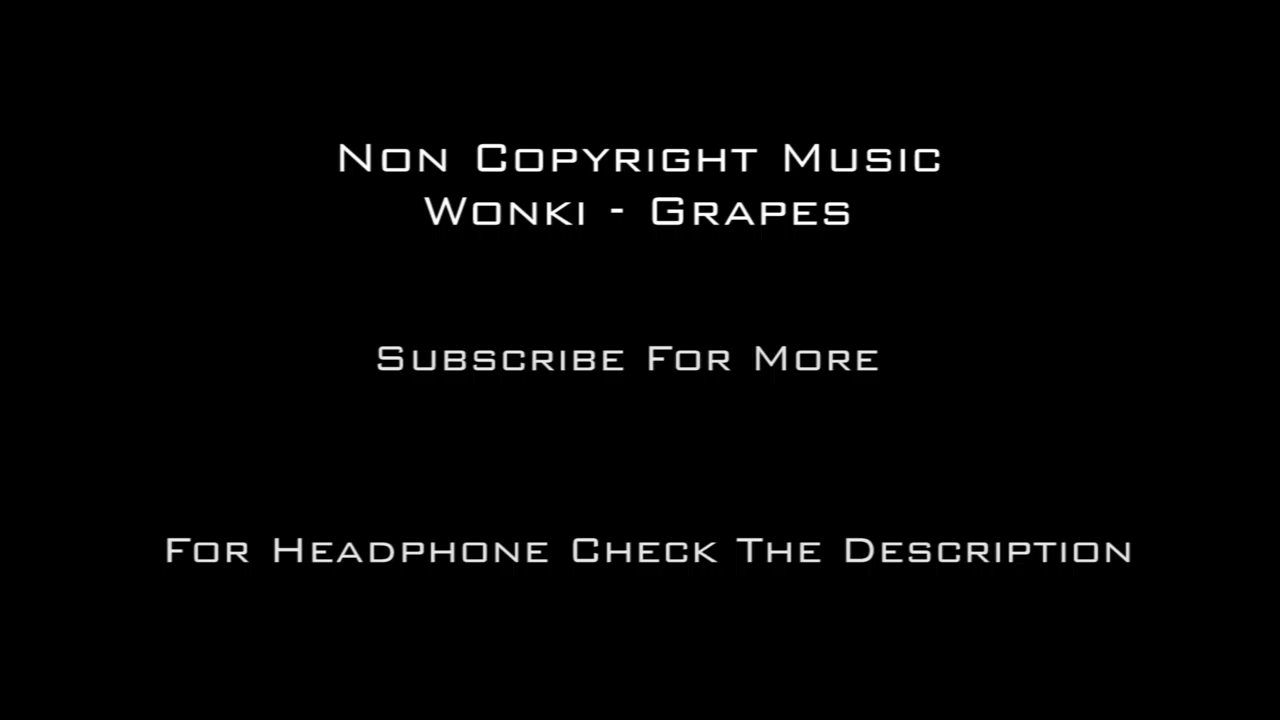 Non Copyright Music
Wonki - Grapes
Subscribe For More
For Headphone Check The Description